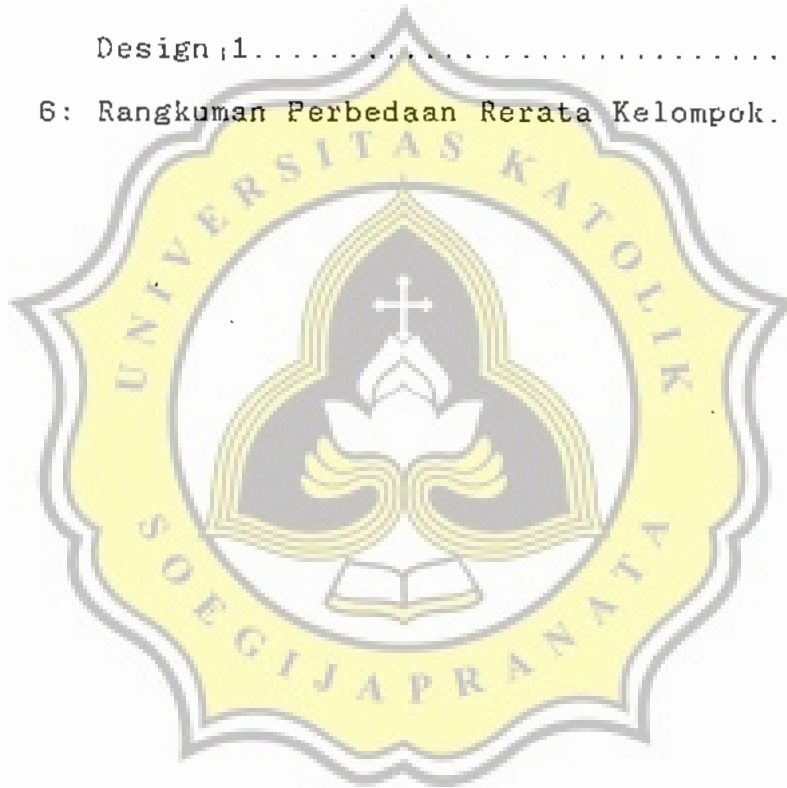 Design 1..................................
6: Rangkuman Perbedaan Rerata Kelompok.
UNIVERSITAS KATOLIK
SOEGIJAPRANATA